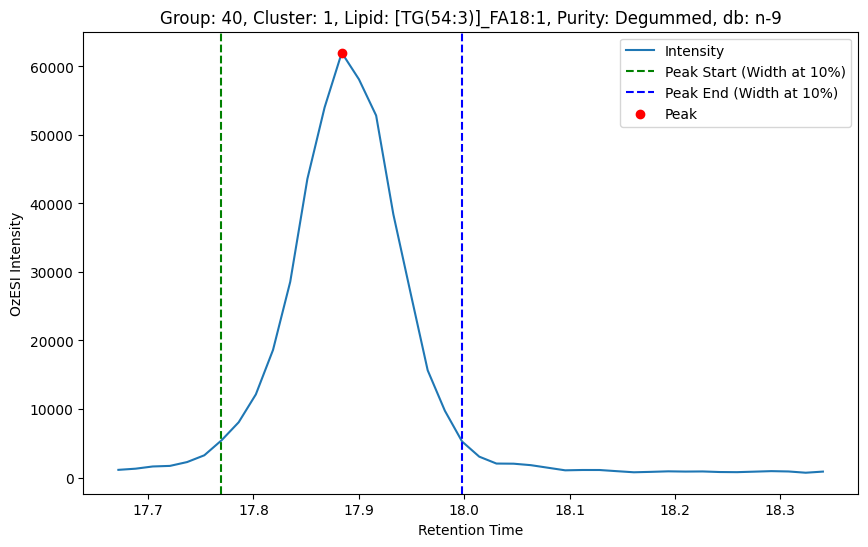 Group: 40, Cluster: 1, Lipid: [TG(54:3)]_FA18:1, Purity: Degummed, db: n-9
Intensity
Peak Start (Width at 10%)
Peak End (Width at 10%)
Peak
OzESI Intensity
60000
50000
40000
30000
20000
10000
0
17.7 17.8 17.9 18.0 18.1 18.2 18.3
Retention Time